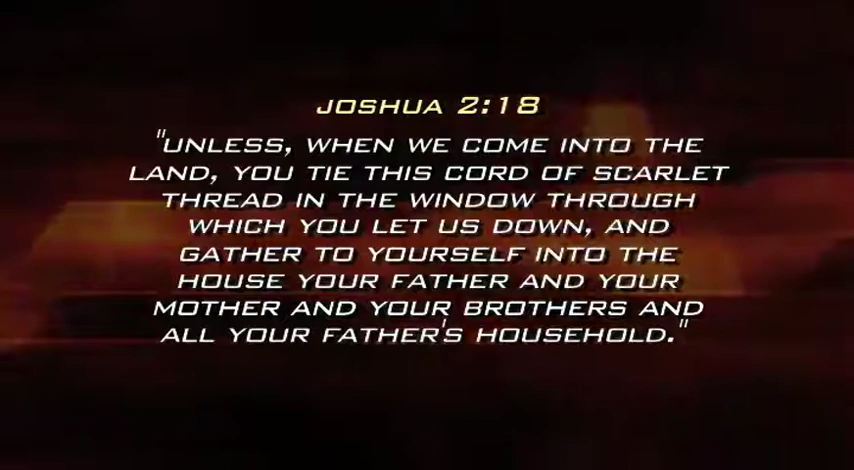 JOSHUA 2:18
"UNLESS, WHEN WE COME INTO THE
LAND, YOU TIE THIS CORD OF SCARLET
THREAD IN THE WINDOW THROUGH
WHICH YOU LET US DOWN, AND
GATHER TO YOURSELF INTO THE
HOUSE YOUR FATHER AND YOUR
MOTHER AND YOUR BROTHERS AND
ALL YOUR FATHER'S HOUSEHOLD."